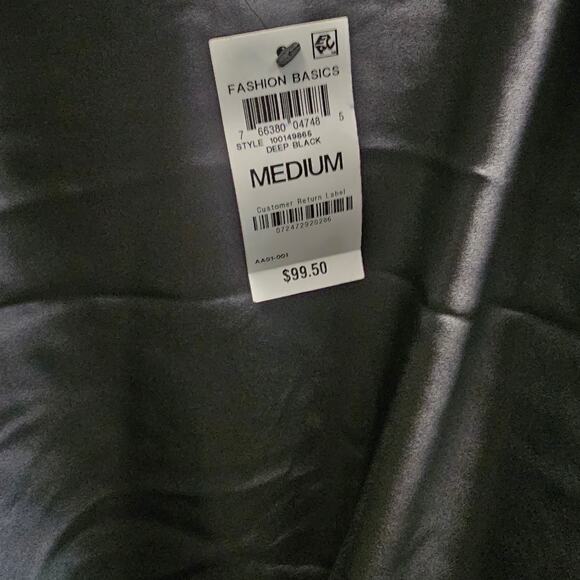 FASHION BASICS
7 66380 04748 5
STYLE 100149865
DEEP BLACK
MEDIUM
Customer Return Label
072472920286
AA01-001
$99.50